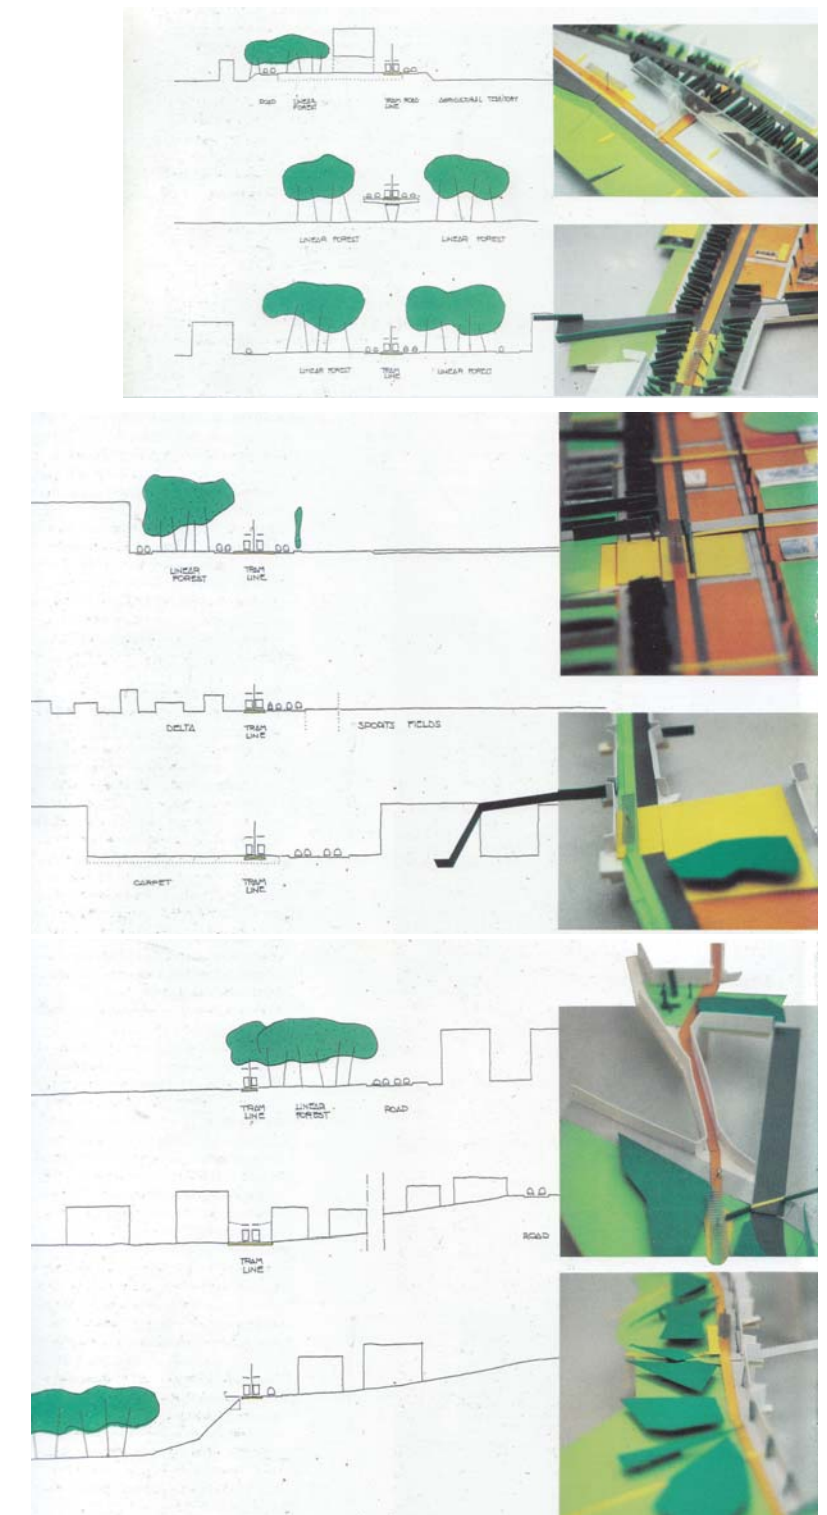 ROAD LINEAR TRAM ROAD AGRICULTURAL TERRITORY
FOREST LINE
LINEAR FOREST LINEAR FOREST
LINEAR FOREST TRAM LINEAR FOREST
LINE
LINEAR TRAM
FOREST LINE
DELTA TRAM SPORTS FIELDS
LINE
CARPET TRAM
LINE
TRAM LINEAR ROAD
LINE FOREST
ROAD
TRAM
LINE